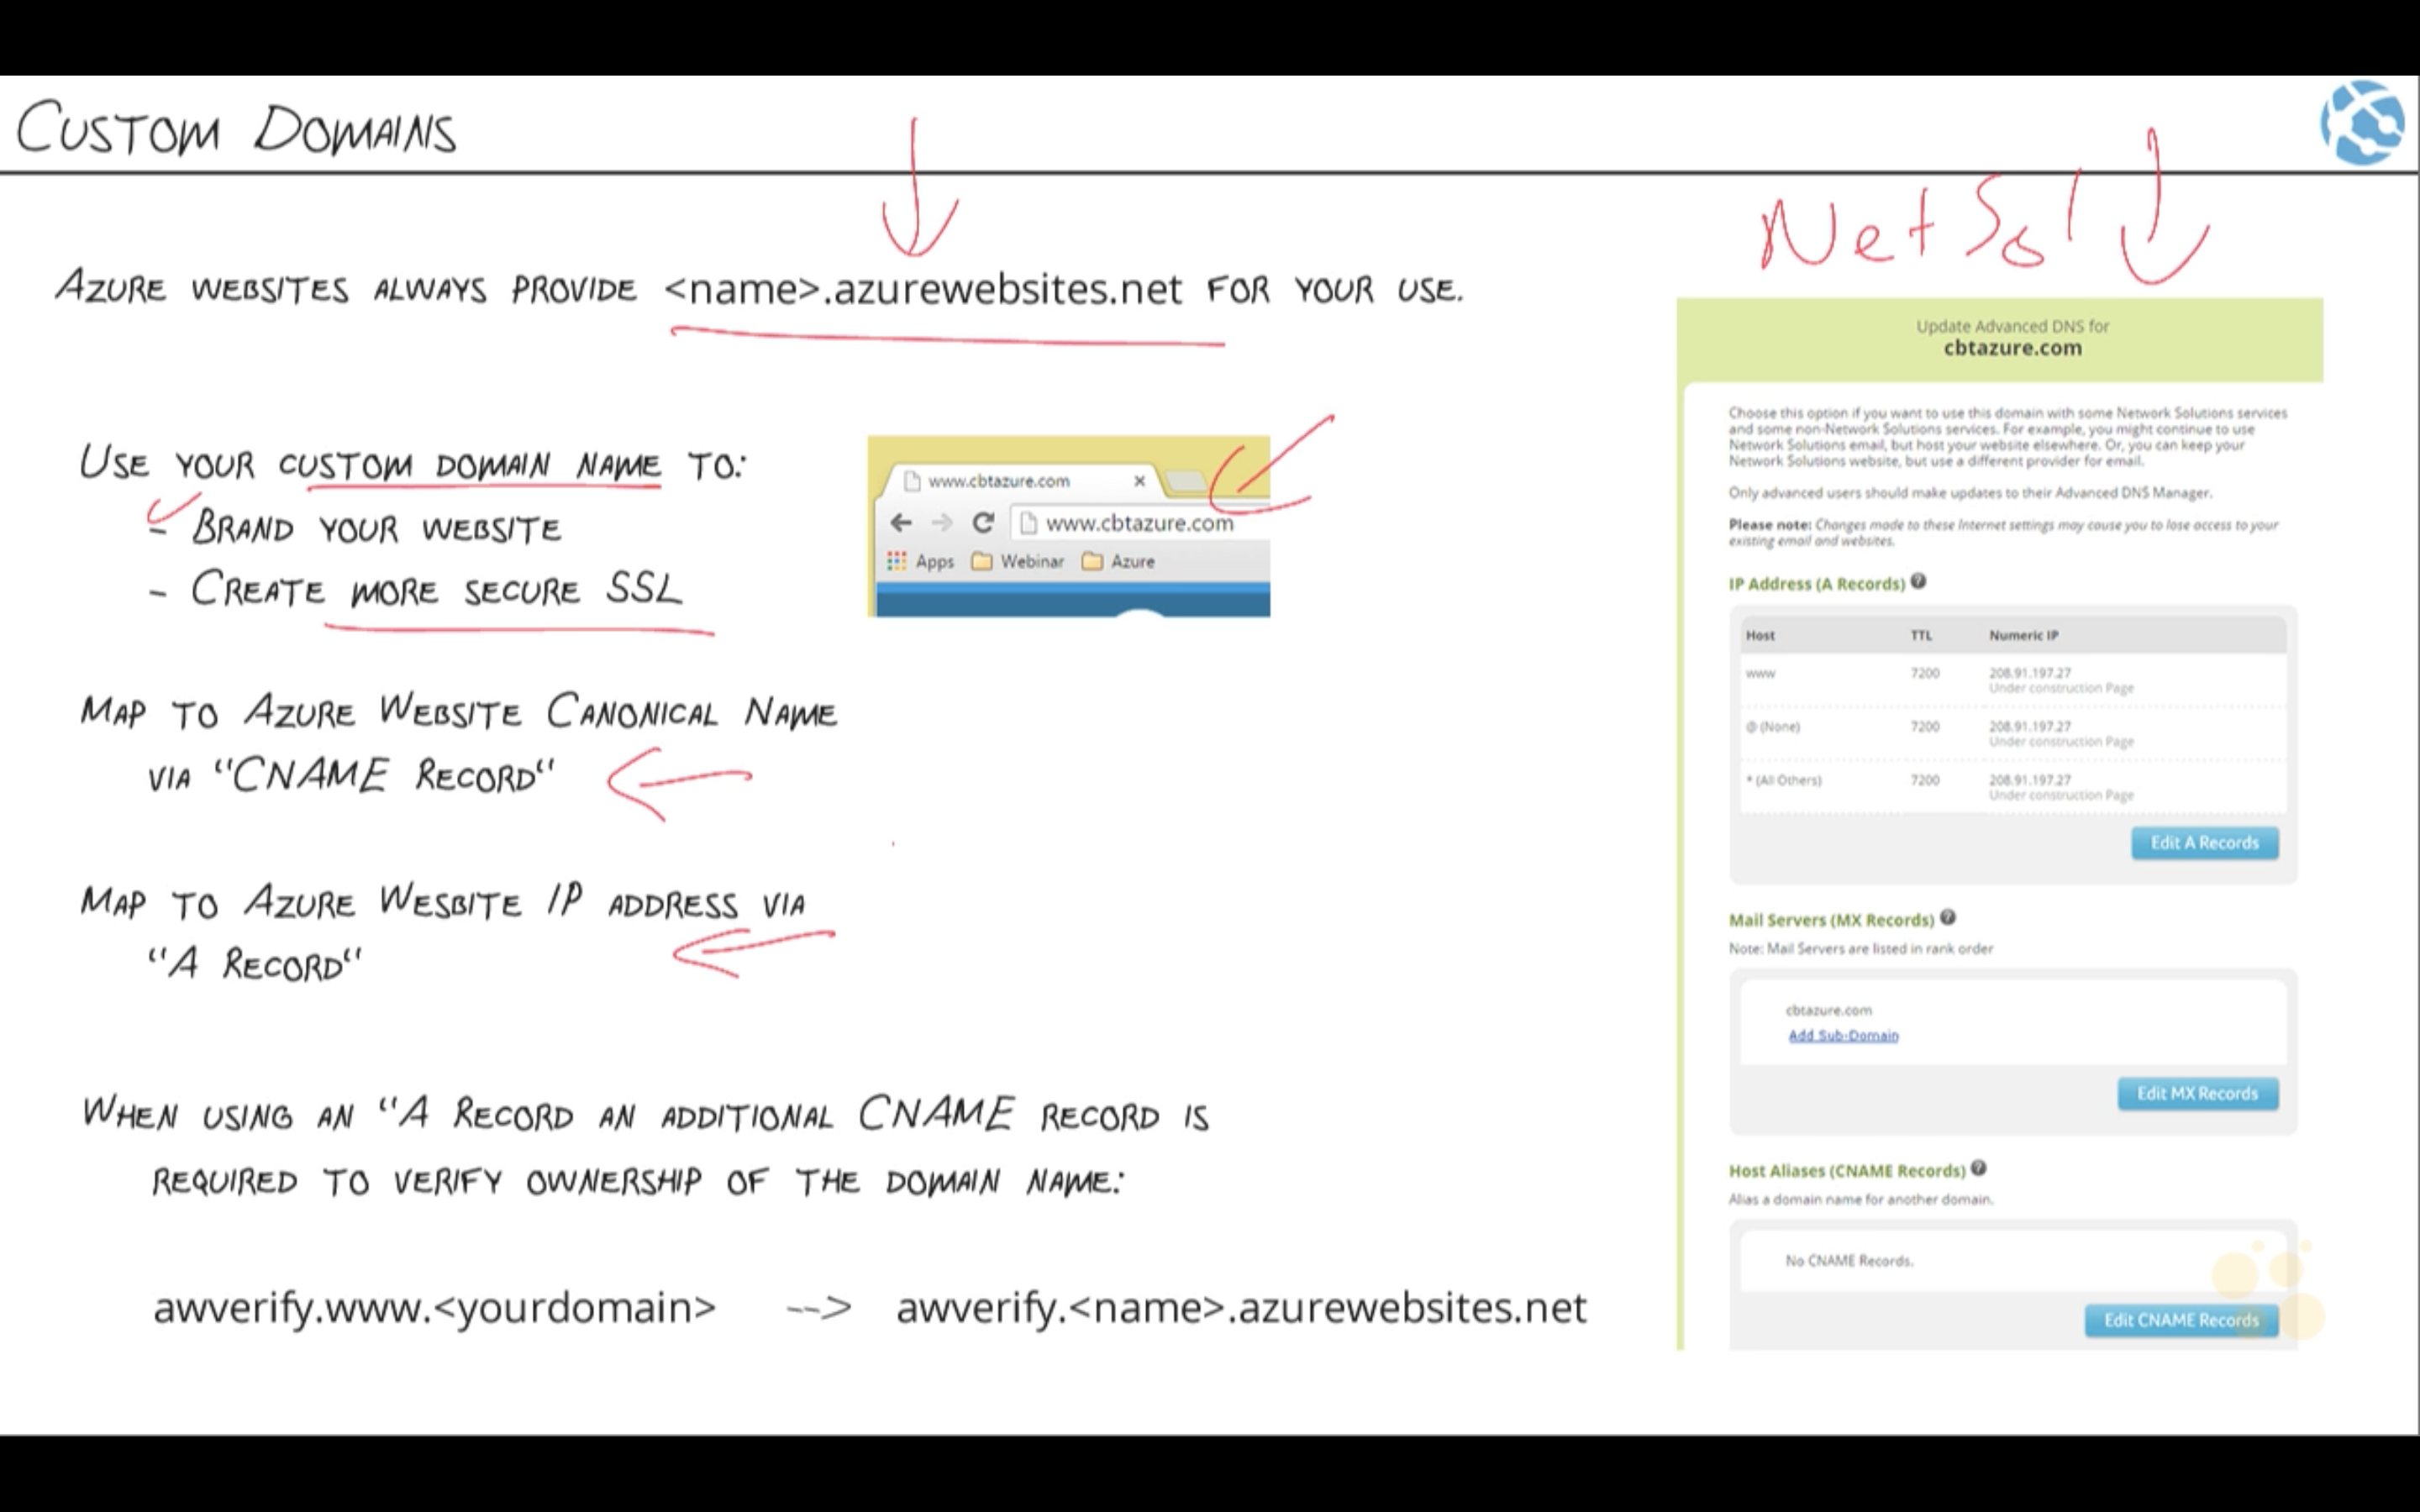 Custom Domains
NetSol
Azure websites always provide <name>.azurewebsites.net for your use.
Use your custom domain name to:
- Brand your website
- Create more secure SSL
www.cbtazure.com
www.cbtazure.com
Apps Webinar Azure
Map to Azure Website Canonical Name
via "CNAME Record"
Map to Azure Wesbite IP address via
"A Record"
When using an "A Record an additional CNAME record is
required to verify ownership of the domain name:
awverify.www.<yourdomain> --> awverify.<name>.azurewebsites.net
Update Advanced DNS for
cbtazure.com
Choose this option if you want to use this domain with some Network Solutions services
and some non-Network Solutions services. For example, you might continue to use
Network Solutions email, but host your website elsewhere. Or, you can keep your
Network Solutions website, but use a different provider for email.
Only advanced users should make updates to their Advanced DNS Manager.
Please note: Changes made to these Internet settings may cause you to lose access to your
existing email and websites.
IP Address (A Records) ?
Host TTL Numeric IP
www 7200 208.91.197.27
Under construction Page
@ (None) 7200 208.91.197.27
Under construction Page
* (All Others) 7200 208.91.197.27
Under construction Page
Edit A Records
Mail Servers (MX Records) ?
Note: Mail Servers are listed in rank order
cbtazure.com
Add Sub-Domain
Edit MX Records
Host Aliases (CNAME Records) ?
Alias a domain name for another domain.
No CNAME Records.
Edit CNAME Records